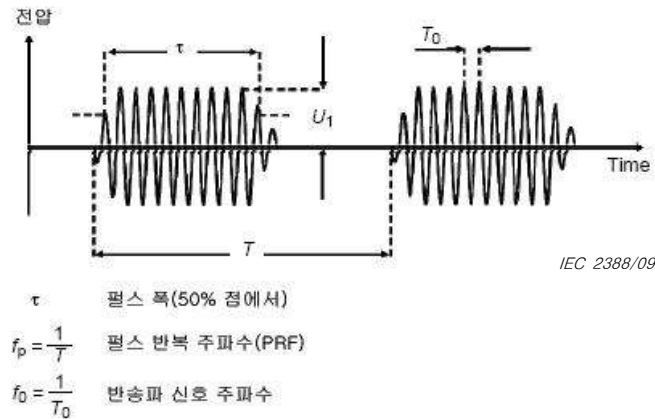 전압
τ
T₀
U₁
Time
T
IEC 2388/09
τ 펄스 폭(50% 점에서)
fₚ = 1/T 펄스 반복 주파수(PRF)
f₀ = 1/T₀ 반송파 신호 주파수